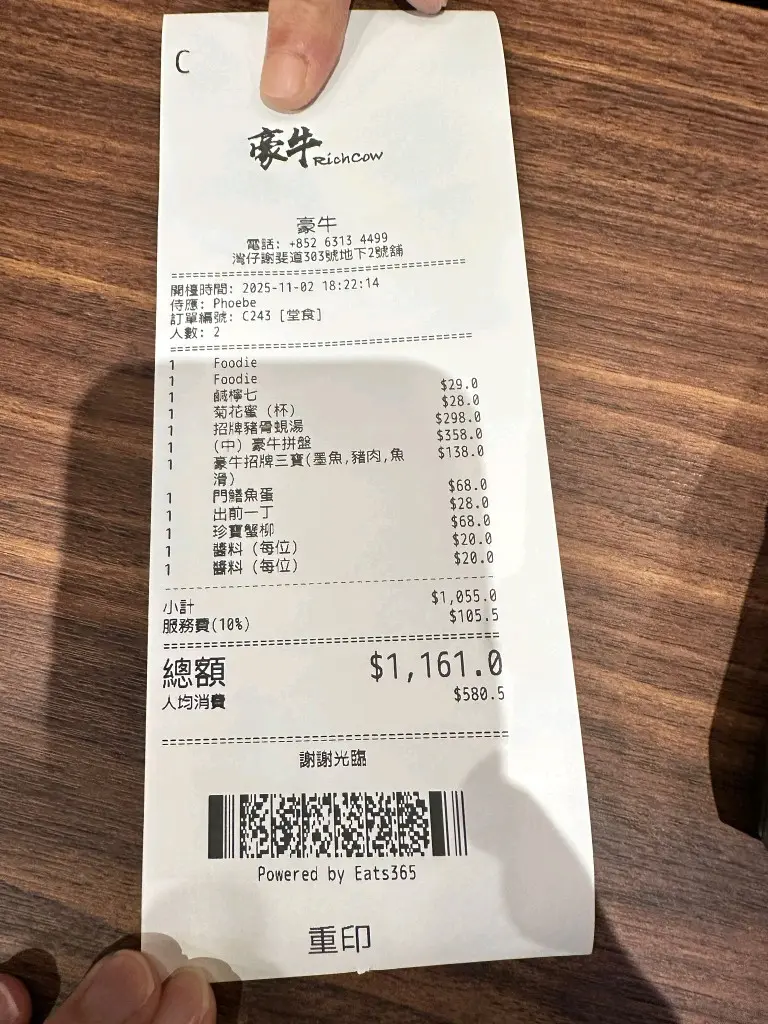 C
豪牛 RichCow
豪牛
電話: +852 6313 4499
灣仔謝斐道303號地下2號舖
開檯時間: 2025-11-02 18:22:14
侍應: Phoebe
訂單編號: C243 [堂食]
人數: 2
1 Foodie
1 Foodie
1 鹹檸七 $29.0
1 菊花蜜 (杯) $28.0
1 招牌豬骨蜆湯 $298.0
1 (中) 豪牛拼盤 $358.0
1 豪牛招牌三寶(墨魚,豬肉,魚 $138.0
滑)
1 門鱔魚蛋 $68.0
1 出前一丁 $28.0
1 珍寶蟹柳 $68.0
1 醬料 (每位) $20.0
1 醬料 (每位) $20.0
小計 $1,055.0
服務費(10%) $105.5
總額 $1,161.0
人均消費 $580.5
謝謝光臨
Powered by Eats365
重印